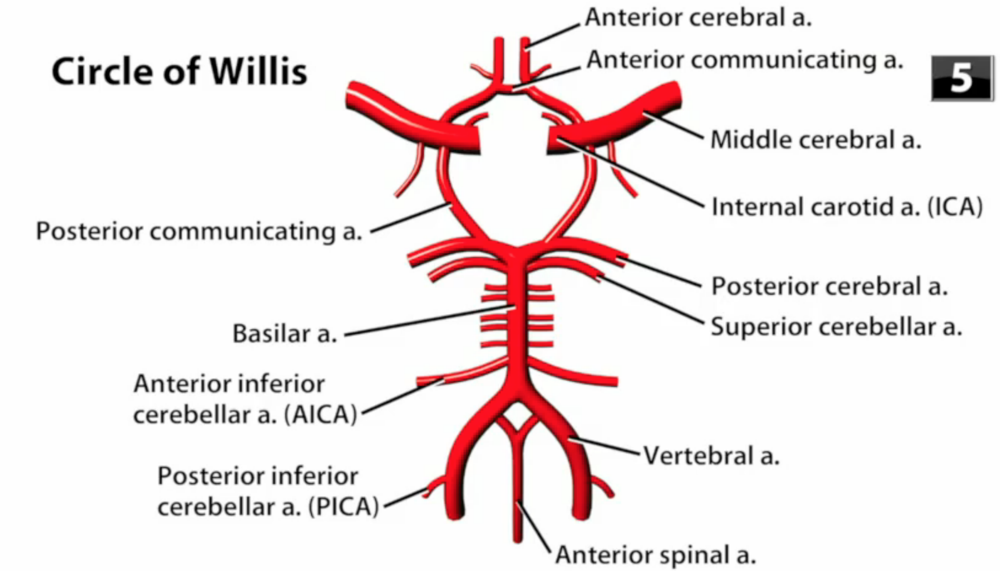 Anterior cerebral a.
Anterior communicating a.
Circle of Willis
5
Middle cerebral a.
Internal carotid a. (ICA)
Posterior communicating a.
Posterior cerebral a.
Superior cerebellar a.
Basilar a.
Anterior inferior
cerebellar a. (AICA)
Vertebral a.
Posterior inferior
cerebellar a. (PICA)
Anterior spinal a.